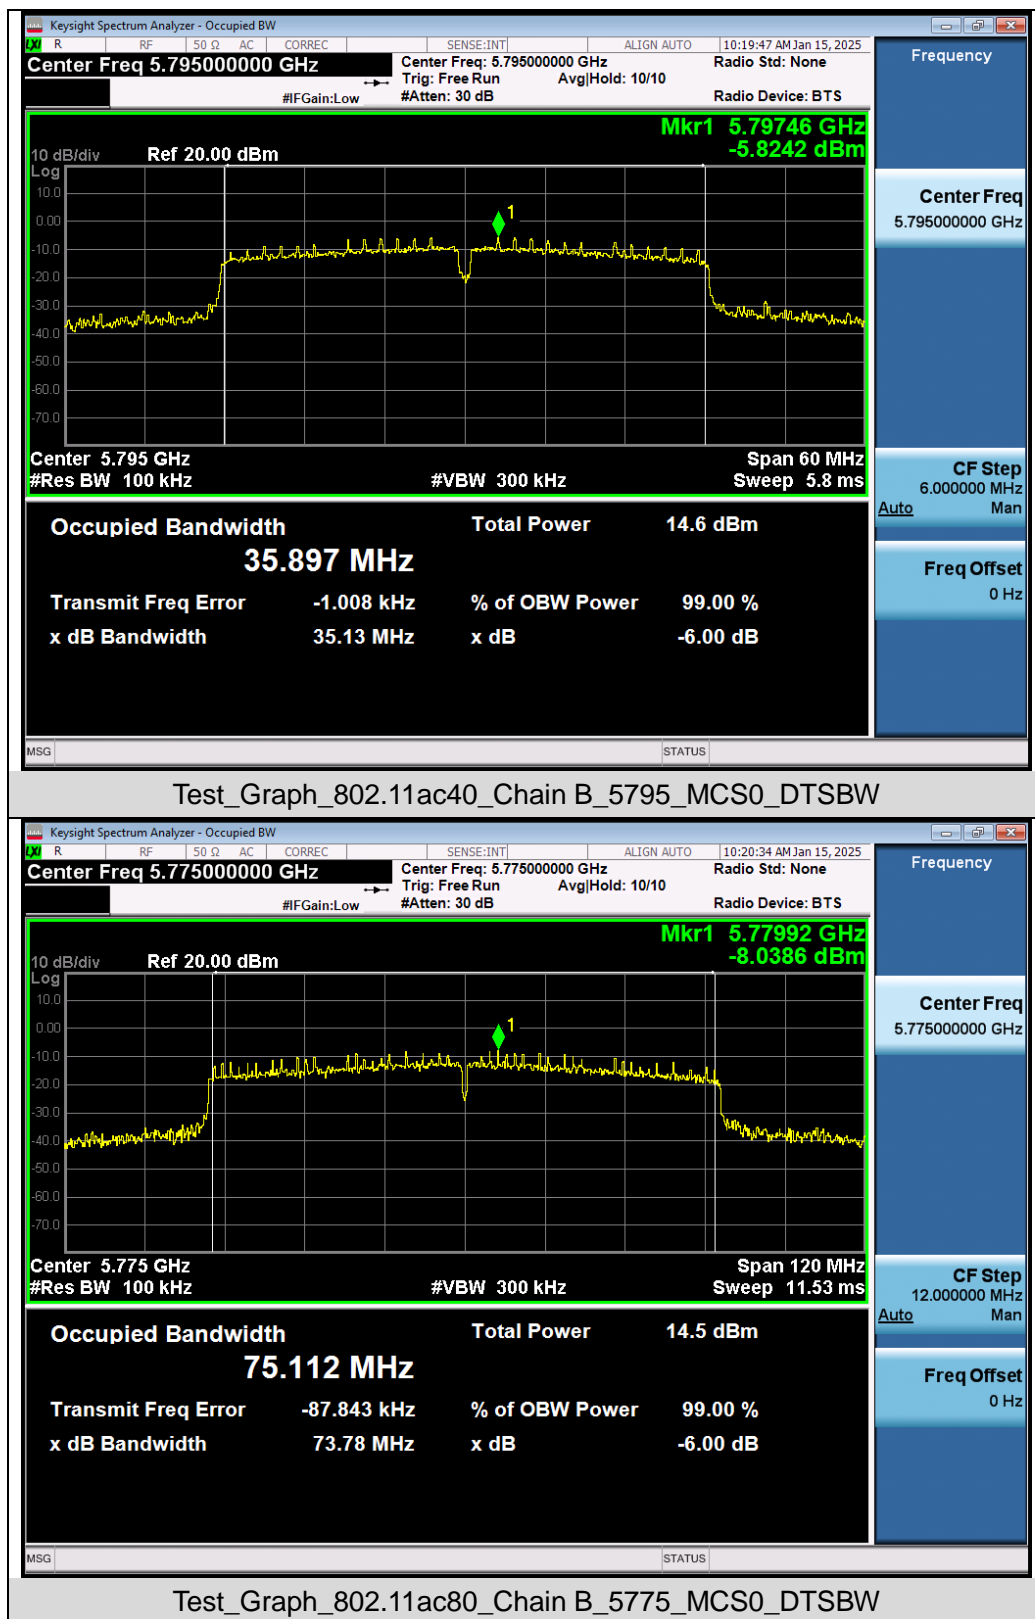 Keysight Spectrum Analyzer - Occupied BW
LXI R RF 50 Ω AC CORREC SENSE:INT ALIGN AUTO 10:19:47 AM Jan 15, 2025
Center Freq 5.795000000 GHz
Center Freq: 5.795000000 GHz Radio Std: None
Trig: Free Run Avg|Hold: 10/10
#IFGain:Low #Atten: 30 dB Radio Device: BTS
Frequency
Mkr1 5.79746 GHz
-5.8242 dBm
10 dB/div Ref 20.00 dBm
Log
10.0
0.00
-10.0
-20.0
-30.0
-40.0
-50.0
-60.0
-70.0
1
Center 5.795 GHz Span 60 MHz
#Res BW 100 kHz #VBW 300 kHz Sweep 5.8 ms
Center Freq
5.795000000 GHz
CF Step
6.000000 MHz
Auto Man
Freq Offset
0 Hz
Occupied Bandwidth Total Power 14.6 dBm
35.897 MHz
Transmit Freq Error -1.008 kHz % of OBW Power 99.00 %
x dB Bandwidth 35.13 MHz x dB -6.00 dB
MSG STATUS
Test_Graph_802.11ac40_Chain B_5795_MCS0_DTSBW
Keysight Spectrum Analyzer - Occupied BW
LXI R RF 50 Ω AC CORREC SENSE:INT ALIGN AUTO 10:20:34 AM Jan 15, 2025
Center Freq 5.775000000 GHz
Center Freq: 5.775000000 GHz Radio Std: None
Trig: Free Run Avg|Hold: 10/10
#IFGain:Low #Atten: 30 dB Radio Device: BTS
Frequency
Mkr1 5.77992 GHz
-8.0386 dBm
10 dB/div Ref 20.00 dBm
Log
10.0
0.00
-10.0
-20.0
-30.0
-40.0
-50.0
-60.0
-70.0
1
Center 5.775 GHz Span 120 MHz
#Res BW 100 kHz #VBW 300 kHz Sweep 11.53 ms
Center Freq
5.775000000 GHz
CF Step
12.000000 MHz
Auto Man
Freq Offset
0 Hz
Occupied Bandwidth Total Power 14.5 dBm
75.112 MHz
Transmit Freq Error -87.843 kHz % of OBW Power 99.00 %
x dB Bandwidth 73.78 MHz x dB -6.00 dB
MSG STATUS
Test_Graph_802.11ac80_Chain B_5775_MCS0_DTSBW